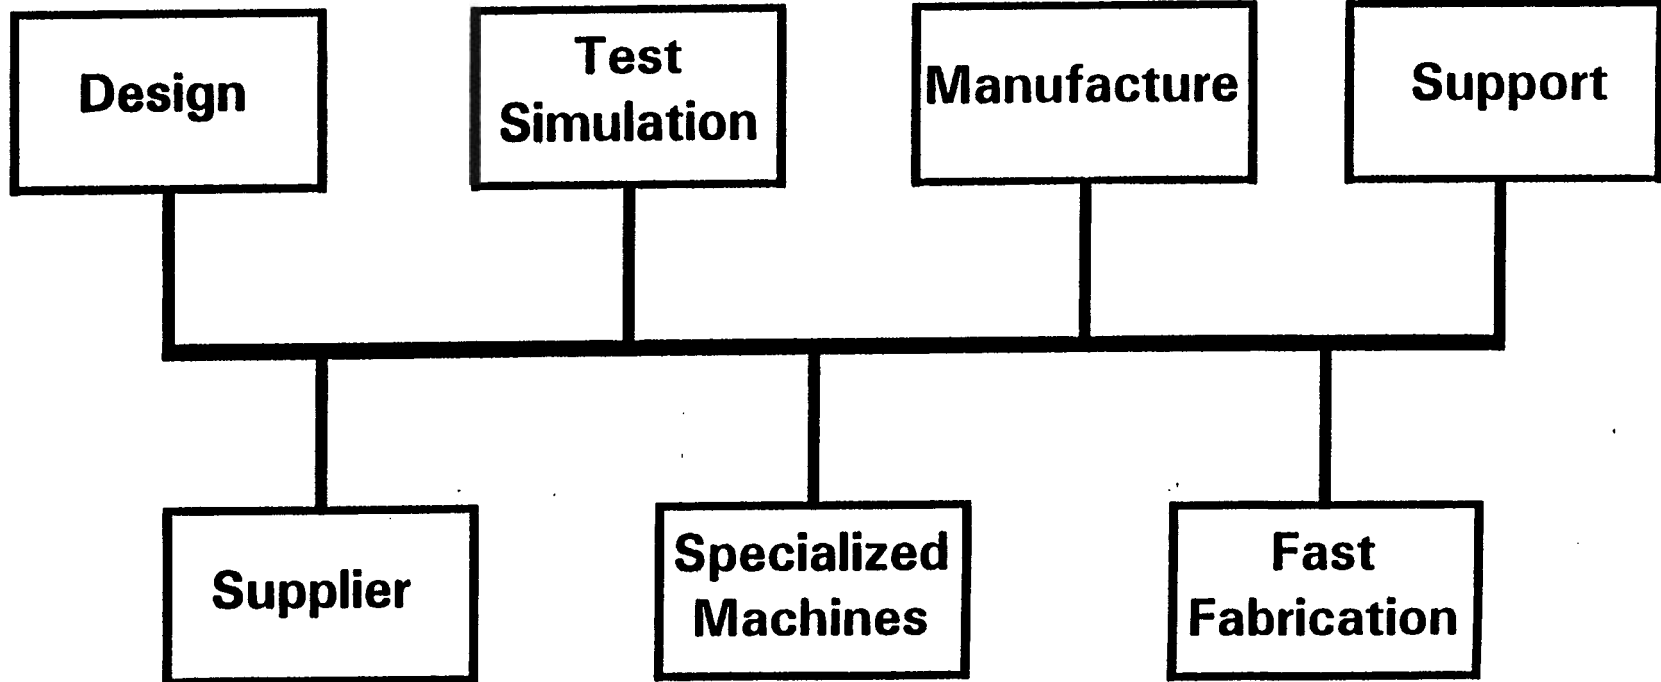 Design
Test
Simulation
Manufacture
Support
Supplier
Specialized
Machines
Fast
Fabrication